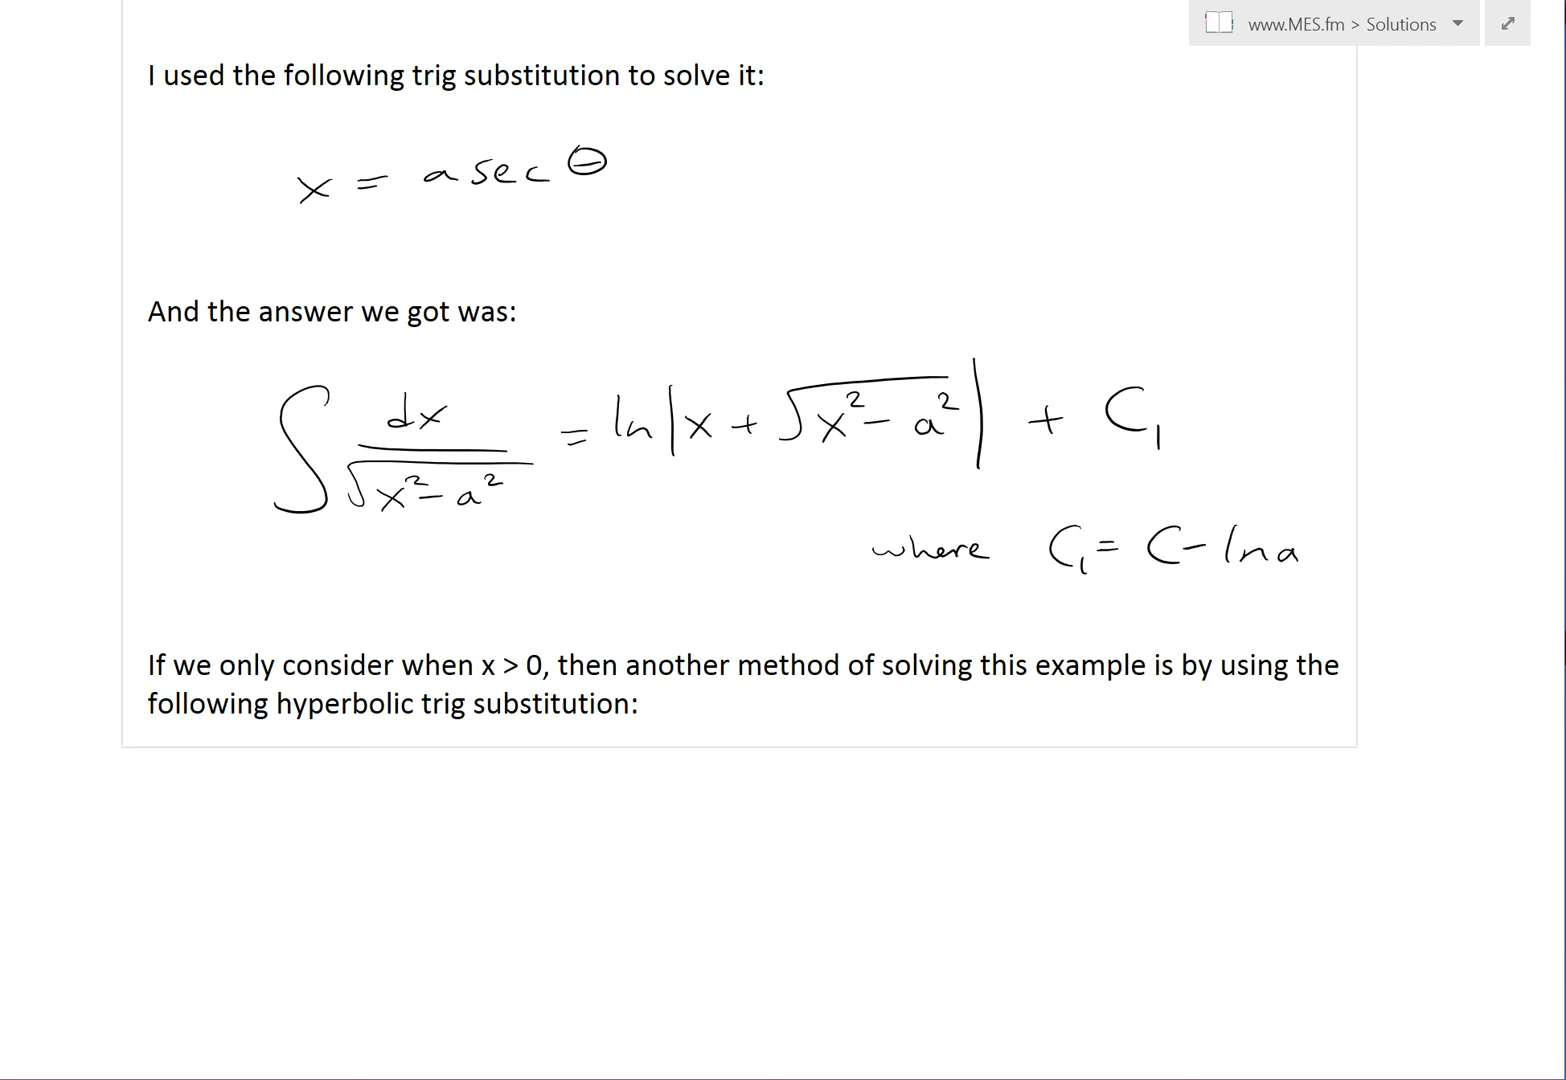 www.MES.fm > Solutions
I used the following trig substitution to solve it:
x = a sec θ
And the answer we got was:
∫ dx / √(x² − a²) = ln|x + √(x² − a²)| + C₁
where C₁ = C − ln a
If we only consider when x > 0, then another method of solving this example is by using the
following hyperbolic trig substitution: